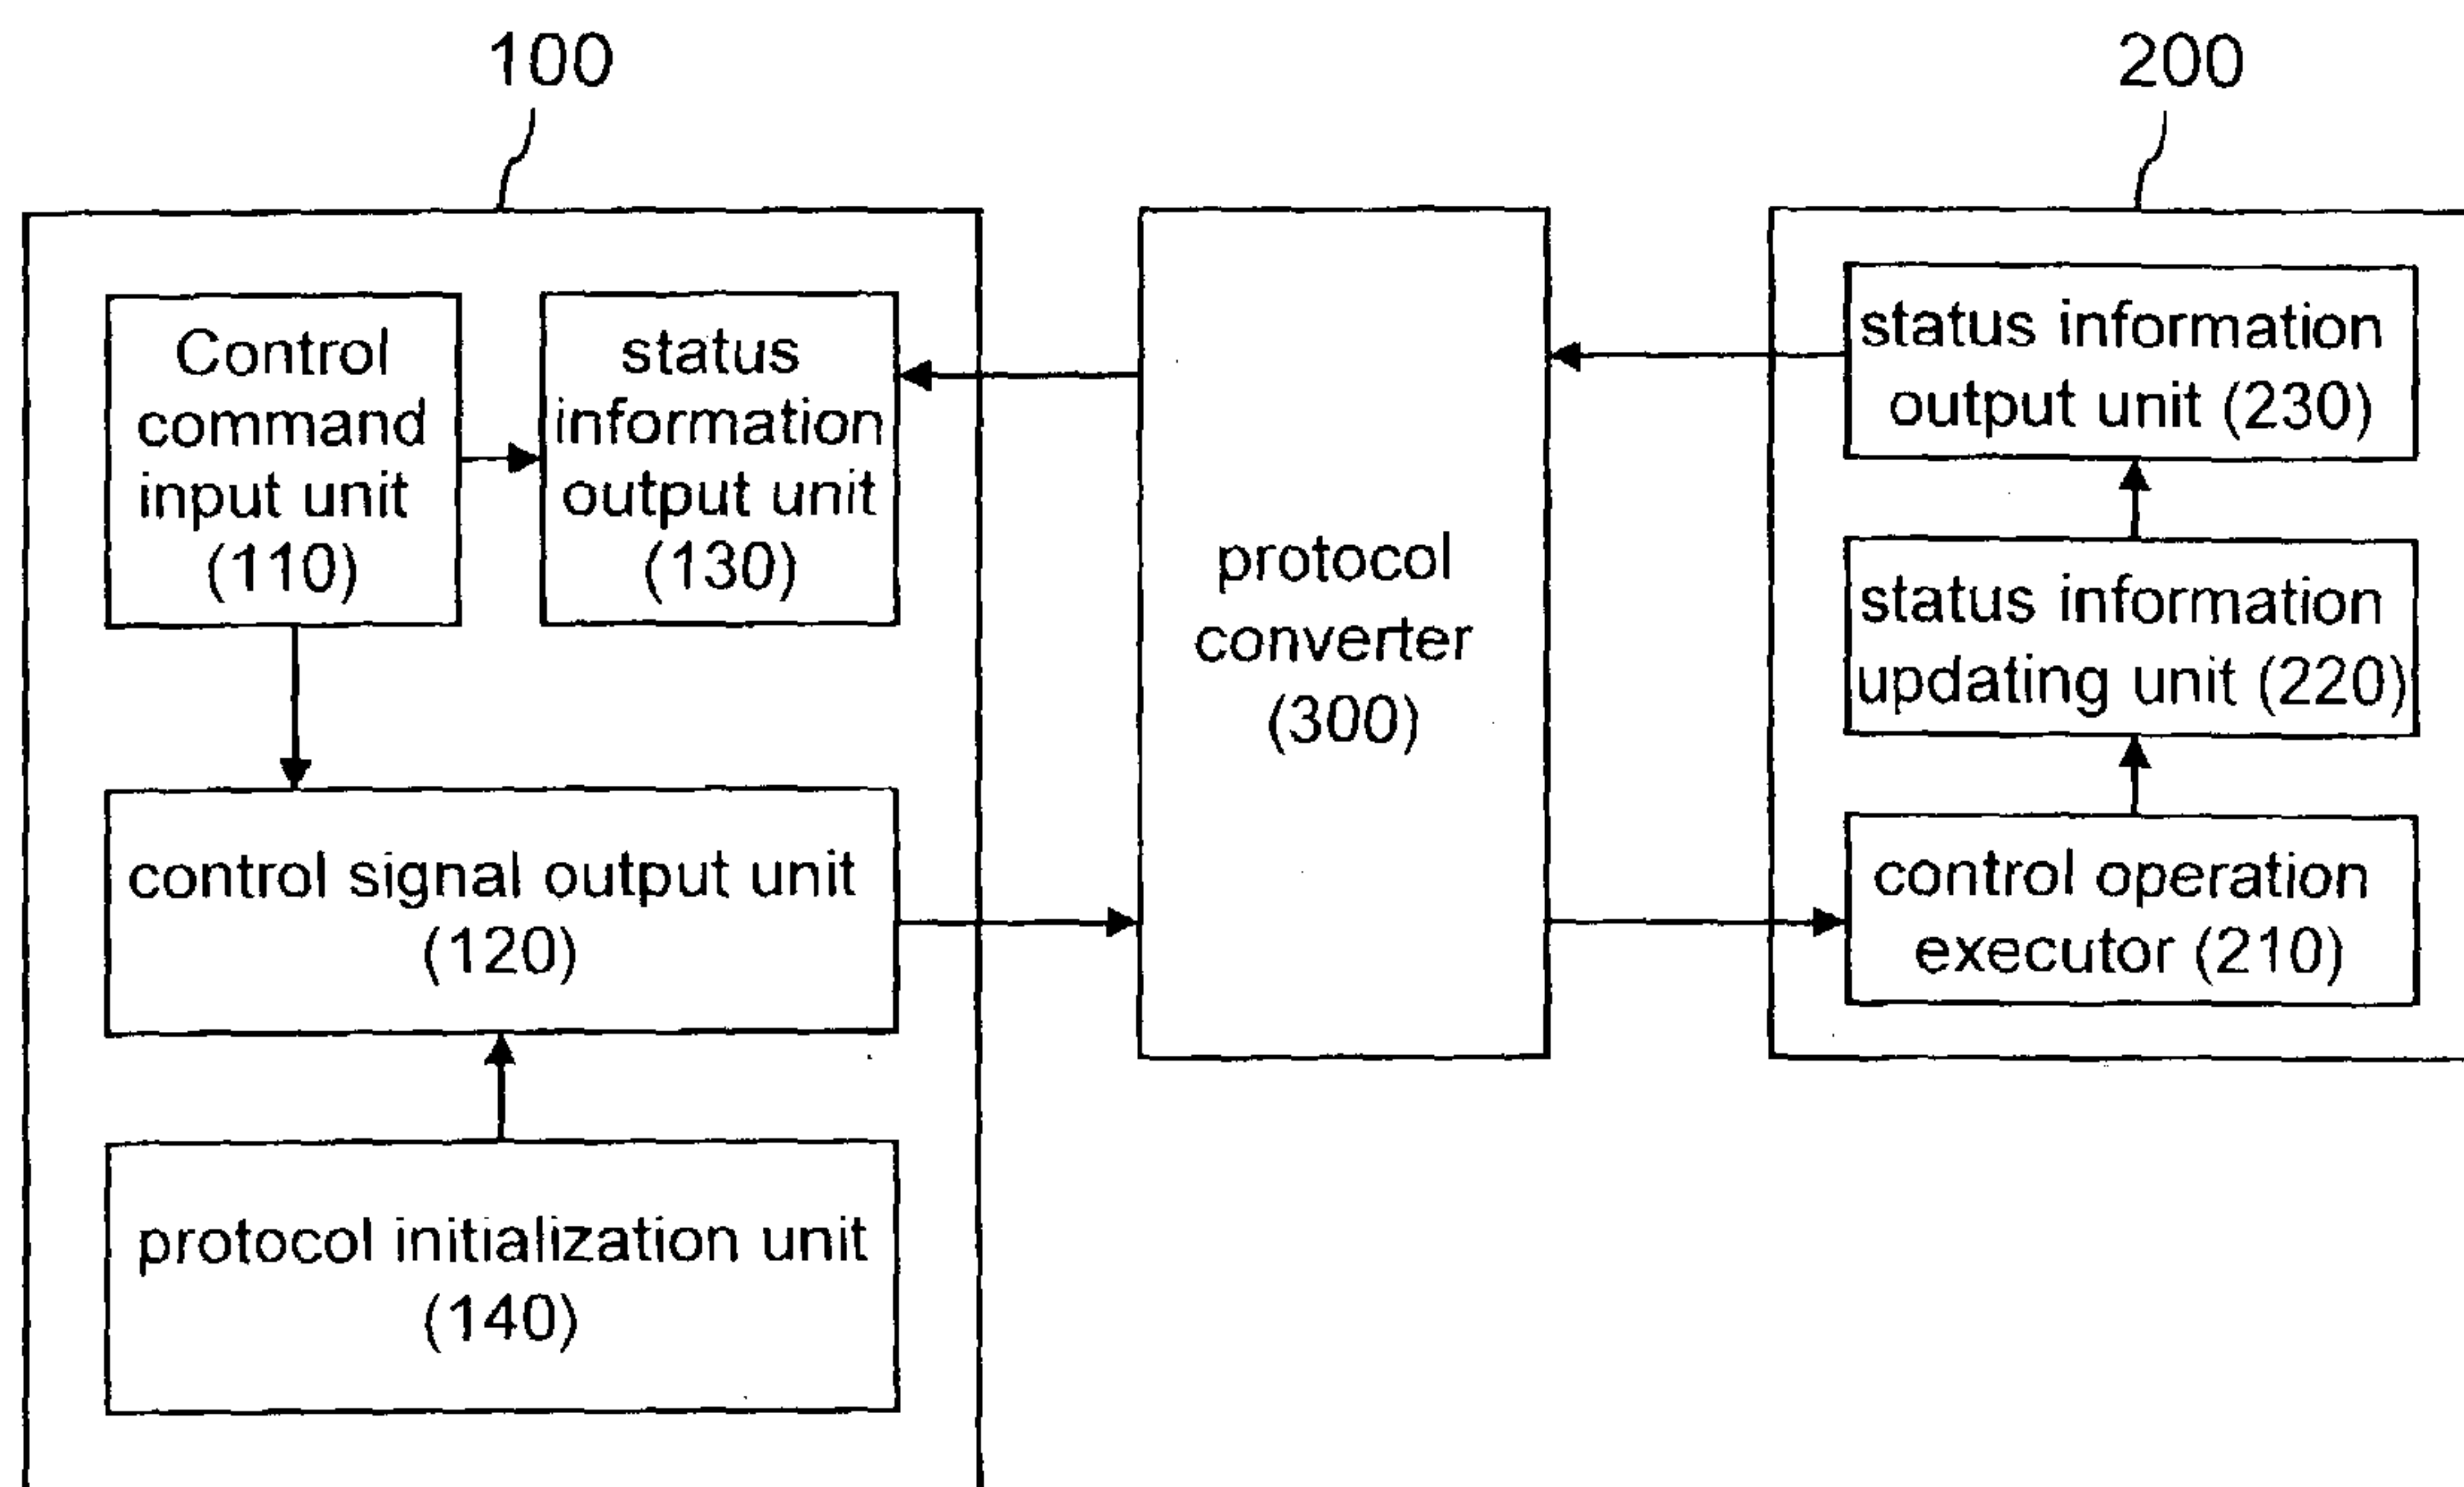 100
200
Control
command
input unit
(110)
status
information
output unit
(130)
control signal output unit
(120)
protocol initialization unit
(140)
protocol
converter
(300)
status information
output unit (230)
status information
updating unit (220)
control operation
executor (210)